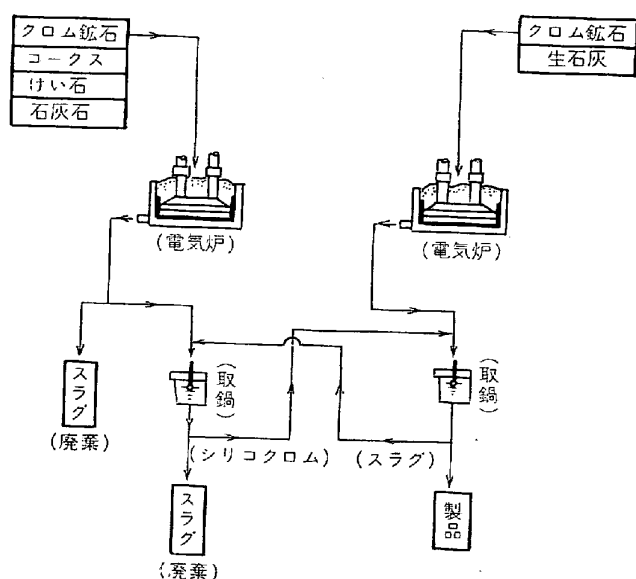 クロム鉱石
コークス
けい石
石灰石
クロム鉱石
生石灰
(電気炉)
(電気炉)
(取鍋)
(取鍋)
スラグ
(廃棄)
(シリコクロム)
(スラグ)
スラグ
(廃棄)
製品